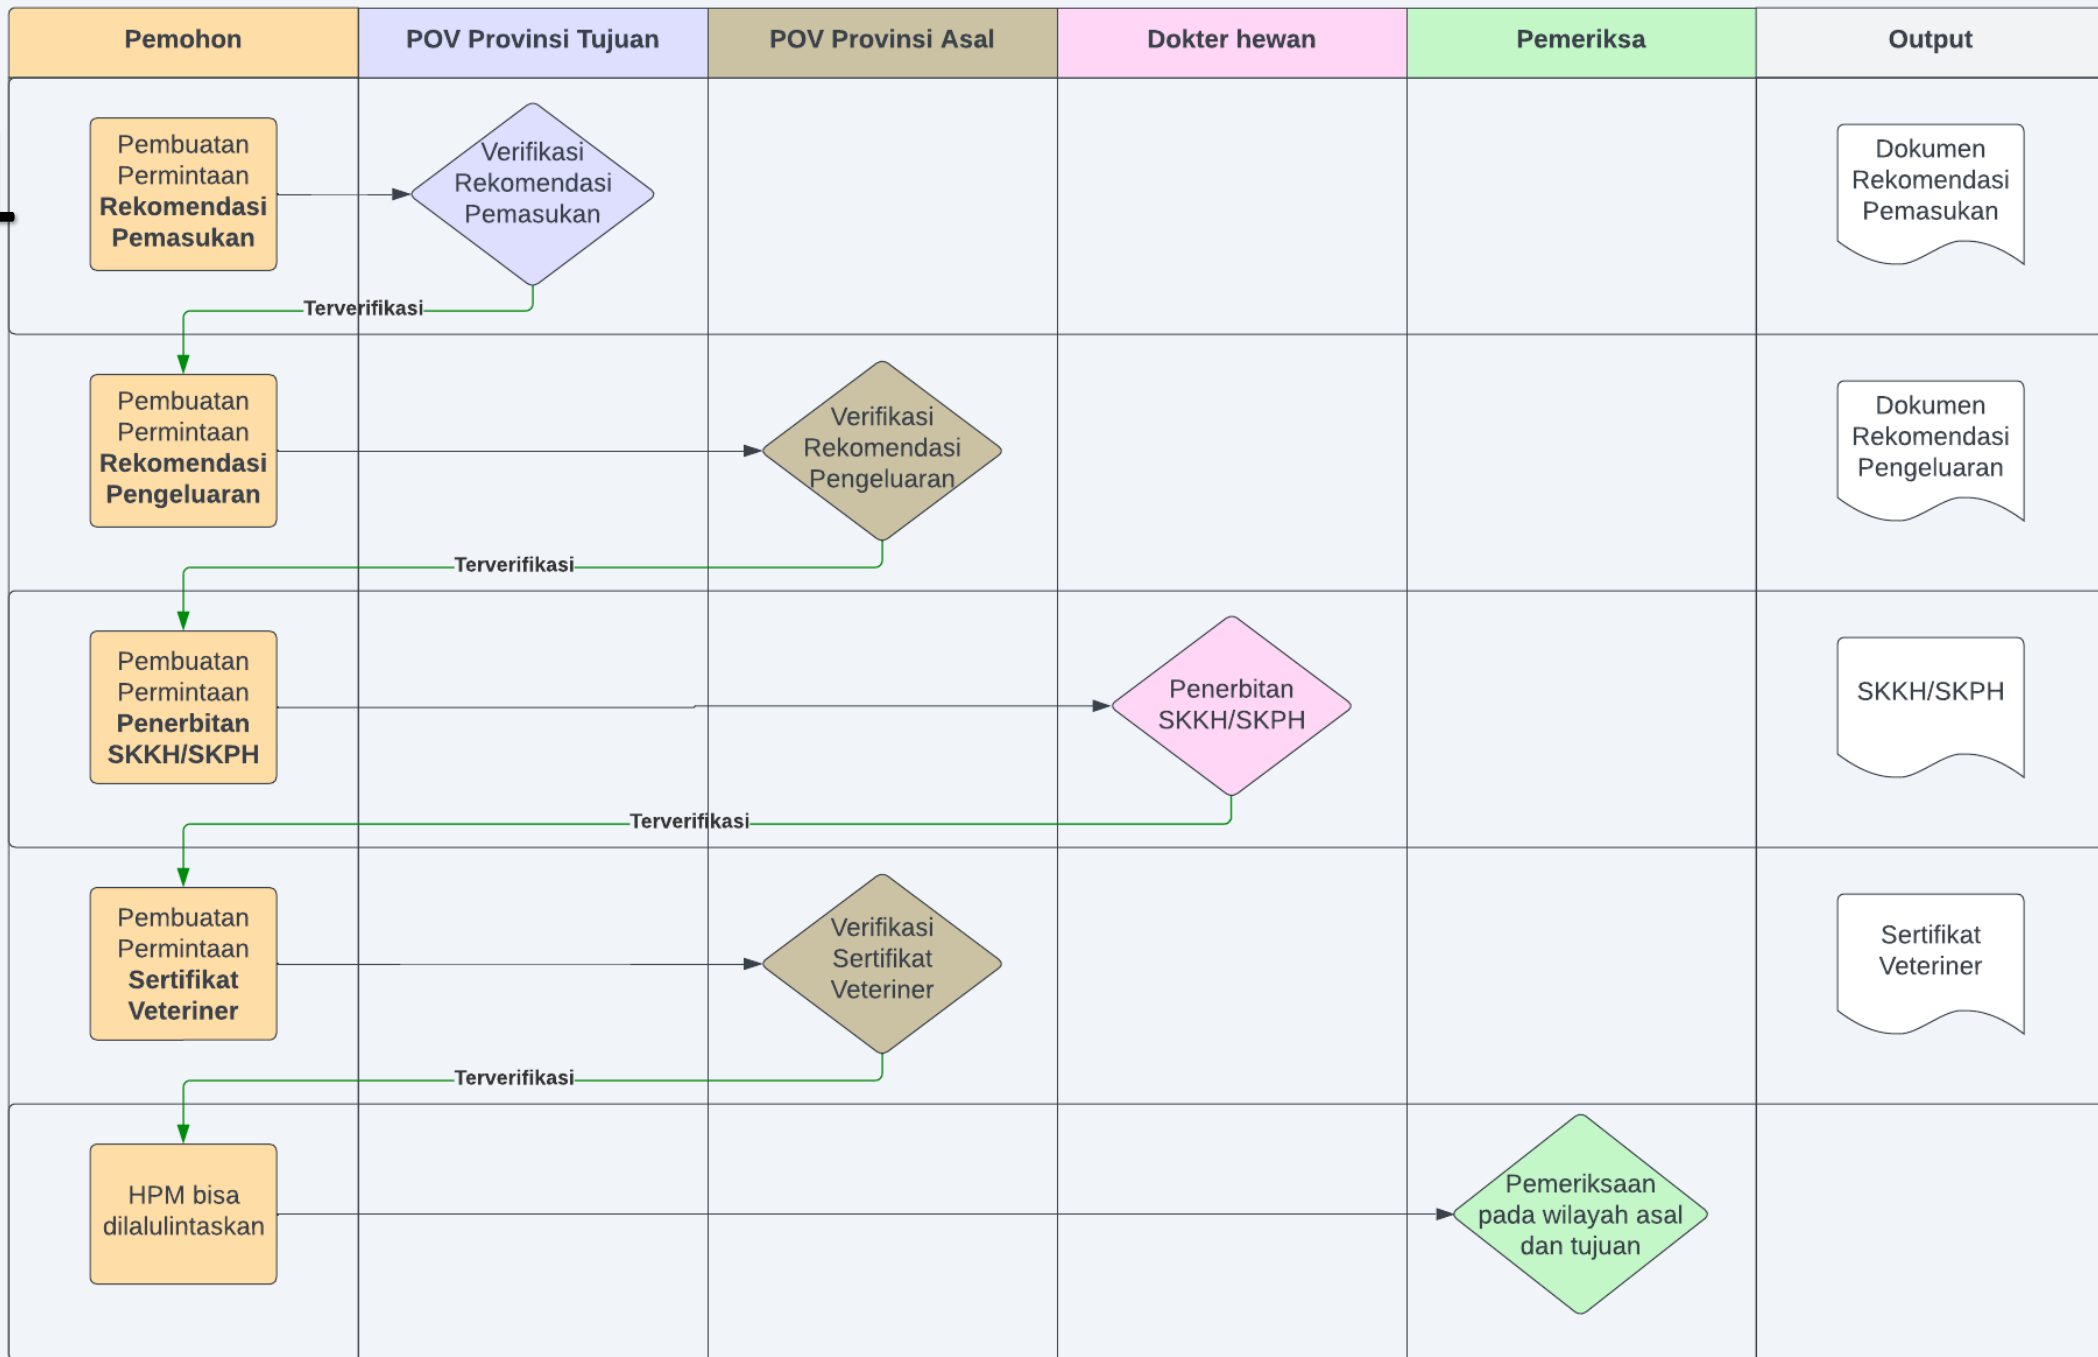 Pemohon
POV Provinsi Tujuan
POV Provinsi Asal
Dokter hewan
Pemeriksa
Output
Pembuatan
Permintaan
Rekomendasi
Pemasukan
Verifikasi
Rekomendasi
Pemasukan
Dokumen
Rekomendasi
Pemasukan
Terverifikasi
Pembuatan
Permintaan
Rekomendasi
Pengeluaran
Verifikasi
Rekomendasi
Pengeluaran
Dokumen
Rekomendasi
Pengeluaran
Terverifikasi
Pembuatan
Permintaan
Penerbitan
SKKH/SKPH
Penerbitan
SKKH/SKPH
SKKH/SKPH
Terverifikasi
Pembuatan
Permintaan
Sertifikat
Veteriner
Verifikasi
Sertifikat
Veteriner
Sertifikat
Veteriner
Terverifikasi
HPM bisa
dilalulintaskan
Pemeriksaan
pada wilayah asal
dan tujuan